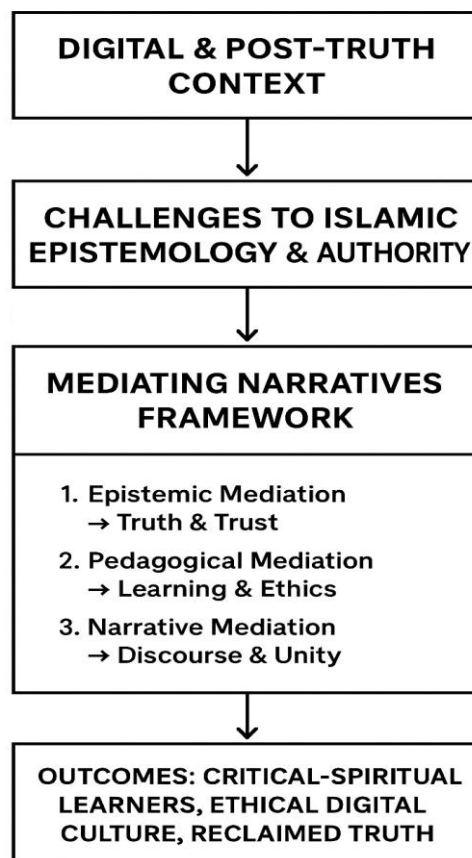 DIGITAL & POST-TRUTH
CONTEXT
CHALLENGES TO ISLAMIC
EPISTEMOLOGY & AUTHORITY
MEDIATING NARRATIVES
FRAMEWORK
1. Epistemic Mediation
→ Truth & Trust
2. Pedagogical Mediation
→ Learning & Ethics
3. Narrative Mediation
→ Discourse & Unity
OUTCOMES: CRITICAL-SPIRITUAL
LEARNERS, ETHICAL DIGITAL
CULTURE, RECLAIMED TRUTH